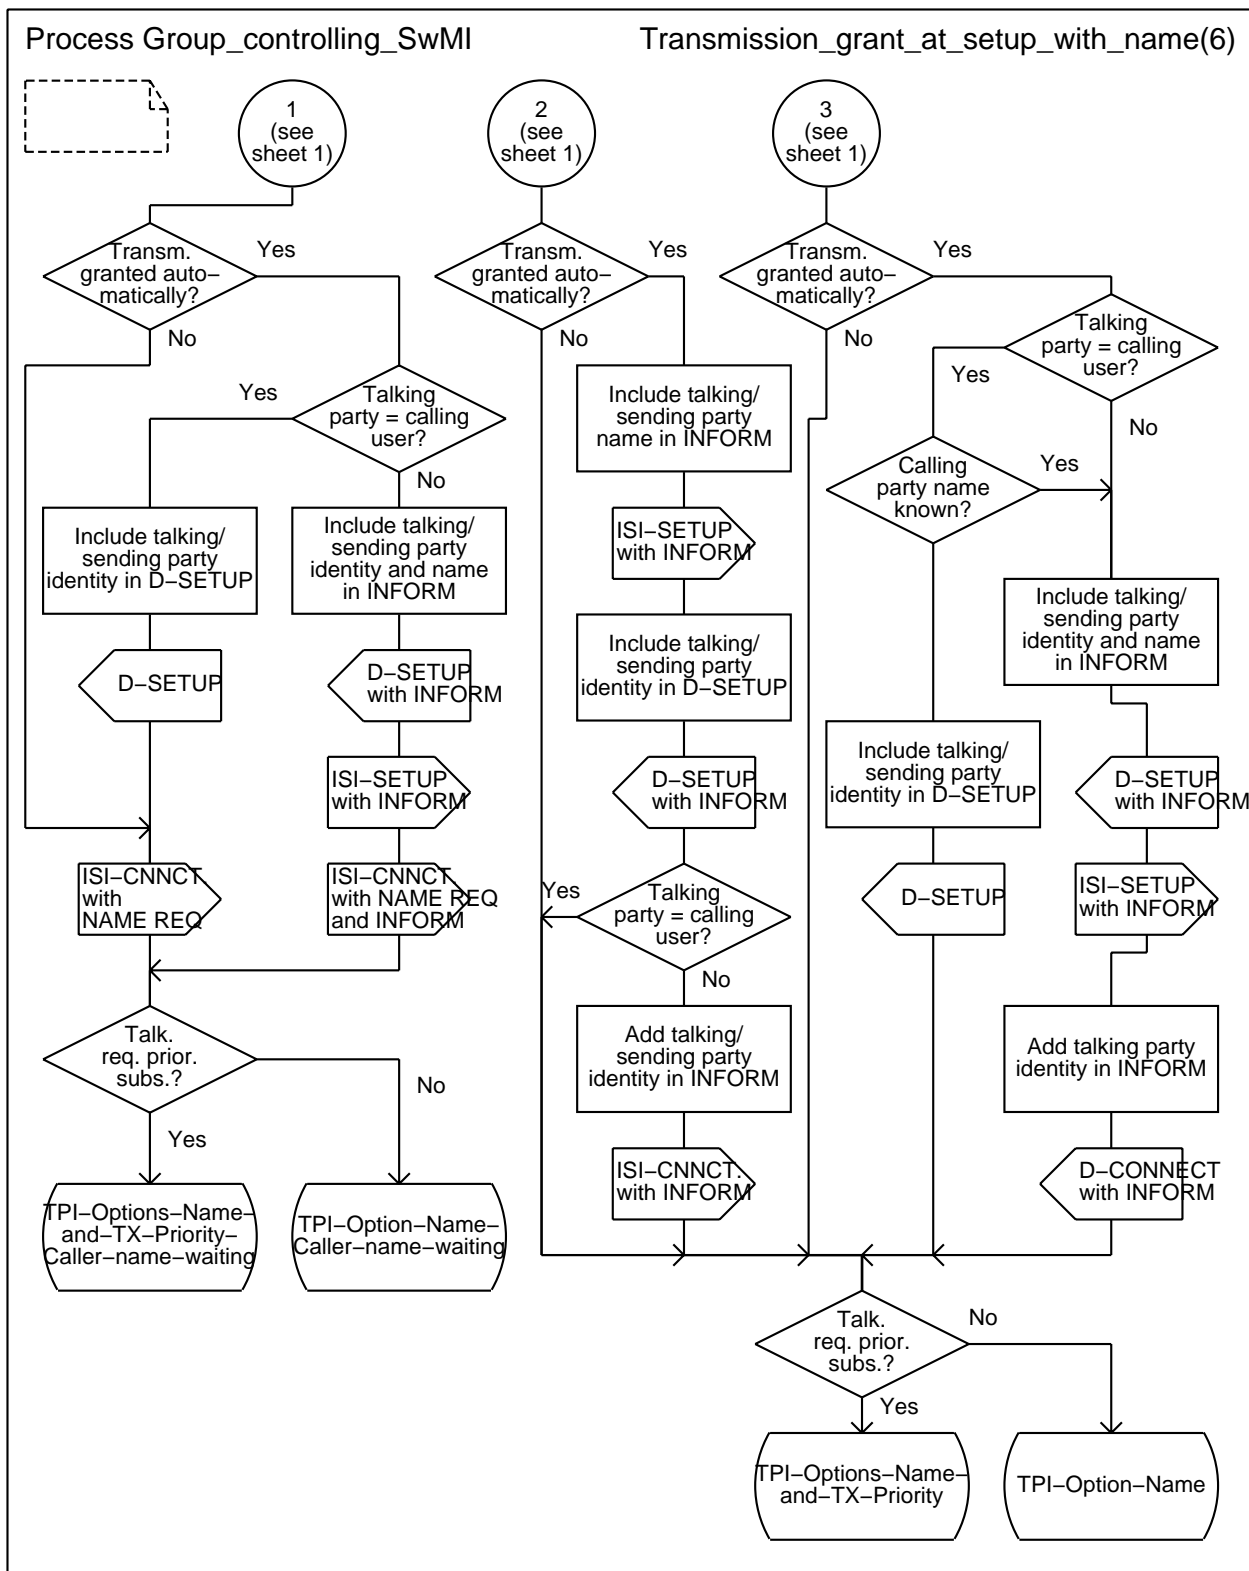 Process Group_controlling_SwMI
Transmission_grant_at_setup_with_name(6)
1
(see
sheet 1)
2
(see
sheet 1)
3
(see
sheet 1)
Transm.
granted auto–
matically?
Yes
No
Transm.
granted auto–
matically?
Yes
No
Transm.
granted auto–
matically?
Yes
No
Talking
party = calling
user?
Yes
No
Include talking/
sending party
name in INFORM
Talking
party = calling
user?
Yes
No
Calling
party name
known?
Yes
Include talking/
sending party
identity in D–SETUP
Include talking/
sending party
identity and name
in INFORM
ISI–SETUP
with INFORM
Include talking/
sending party
identity and name
in INFORM
D–SETUP
D–SETUP
with INFORM
Include talking/
sending party
identity in D–SETUP
Include talking/
sending party
identity in D–SETUP
ISI–SETUP
with INFORM
D–SETUP
with INFORM
D–SETUP
with INFORM
ISI–CNNCT.
with
NAME REQ
ISI–CNNCT.
with NAME REQ
and INFORM
Yes
Talking
party = calling
user?
No
D–SETUP
ISI–SETUP
with INFORM
Talk.
req. prior.
subs.?
No
Yes
Add talking/
sending party
identity in INFORM
Add talking party
identity in INFORM
ISI–CNNCT.
with INFORM
D–CONNECT
with INFORM
TPI–Options–Name–
and–TX–Priority–
Caller–name–waiting
TPI–Option–Name–
Caller–name–waiting
Talk.
req. prior.
subs.?
No
Yes
TPI–Options–Name–
and–TX–Priority
TPI–Option–Name